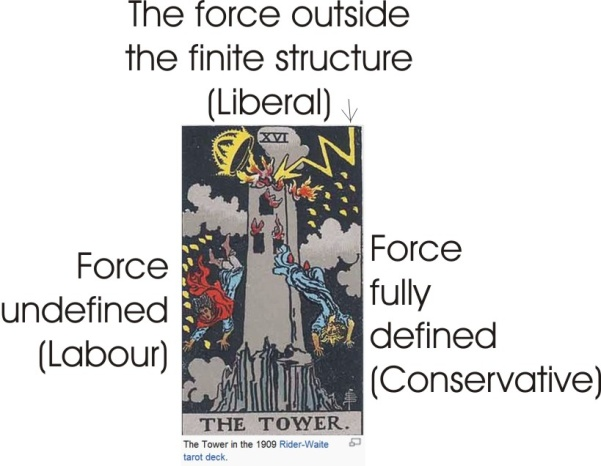 The force outside
the finite structure
(Liberal)
XVI
Force
undefined
(Labour)
Force
fully
defined
(Conservative)
THE TOWER.
The Tower in the 1909 Rider-Waite
tarot deck.